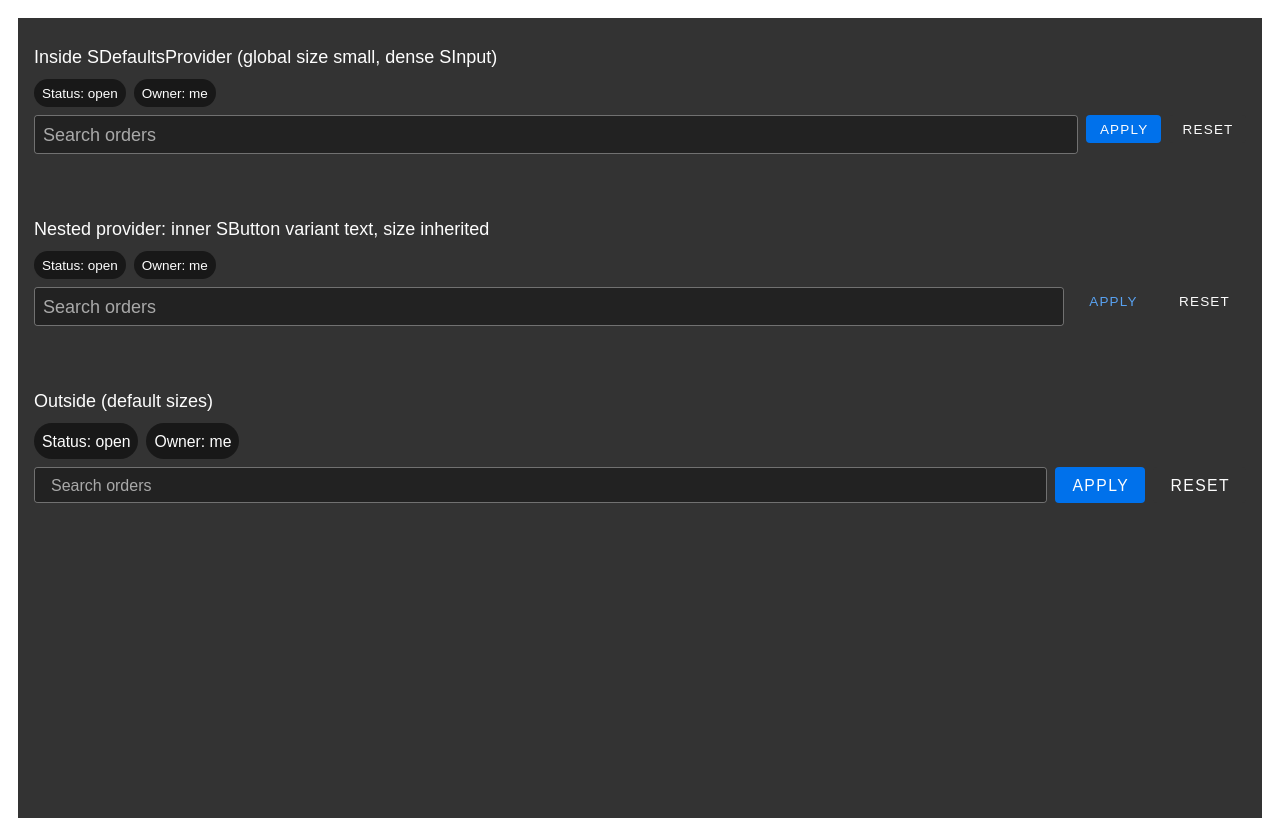 Inside SDefaultsProvider (global size small, dense SInput)
Status: open Owner: me
Search orders APPLY RESET
Nested provider: inner SButton variant text, size inherited
Status: open Owner: me
Search orders APPLY RESET
Outside (default sizes)
Status: open Owner: me
Search orders APPLY RESET